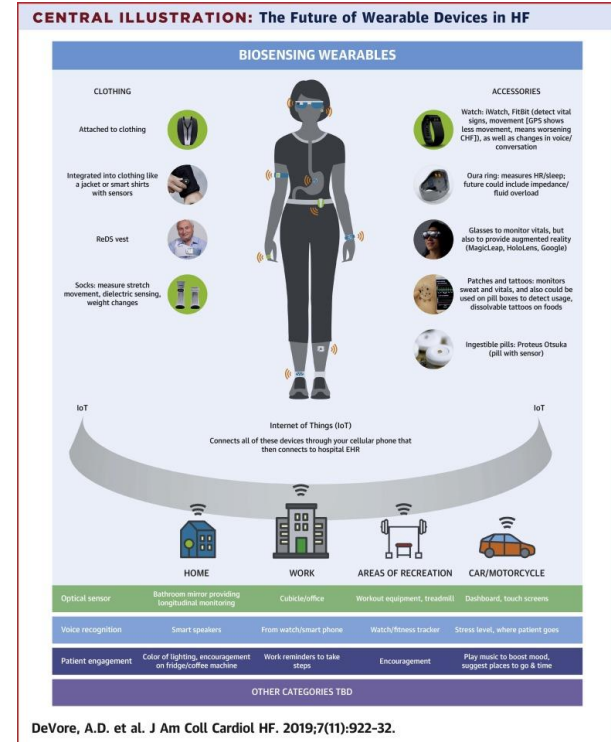 CENTRAL ILLUSTRATION: The Future of Wearable Devices in HF
BIOSENSING WEARABLES
CLOTHING
Attached to clothing
Integrated into clothing like
a jacket or smart shirts
with sensors
ReDS vest
Socks: measure stretch
movement, dielectric sensing,
weight changes
ACCESSORIES
Watch: iWatch, FitBit (detect vital
signs, movement [GPS shows
less movement, means worsening
CHF]), as well as changes in voice/
conversation
Oura ring: measures HR/sleep;
future could include impedance/
fluid overload
Glasses to monitor vitals, but
also to provide augmented reality
(MagicLeap, HoloLens, Google)
Patches and tattoos: monitors
sweat and vitals, and also could be
used on pill boxes to detect usage,
dissolvable tattoos on foods
Ingestible pills: Proteus Otsuka
(pill with sensor)
IoT
IoT
Internet of Things (IoT)
Connects all of these devices through your cellular phone that
then connects to hospital EHR
HOME
WORK
AREAS OF RECREATION
CAR/MOTORCYCLE
Optical sensor
Bathroom mirror providing
longitudinal monitoring
Cubicle/office
Workout equipment, treadmill
Dashboard, touch screens
Voice recognition
Smart speakers
From watch/smart phone
Watch/fitness tracker
Stress level, where patient goes
Patient engagement
Color of lighting, encouragement
on fridge/coffee machine
Work reminders to take
steps
Encouragement
Play music to boost mood,
suggest places to go & time
OTHER CATEGORIES TBD
DeVore, A.D. et al. J Am Coll Cardiol HF. 2019;7(11):922-32.